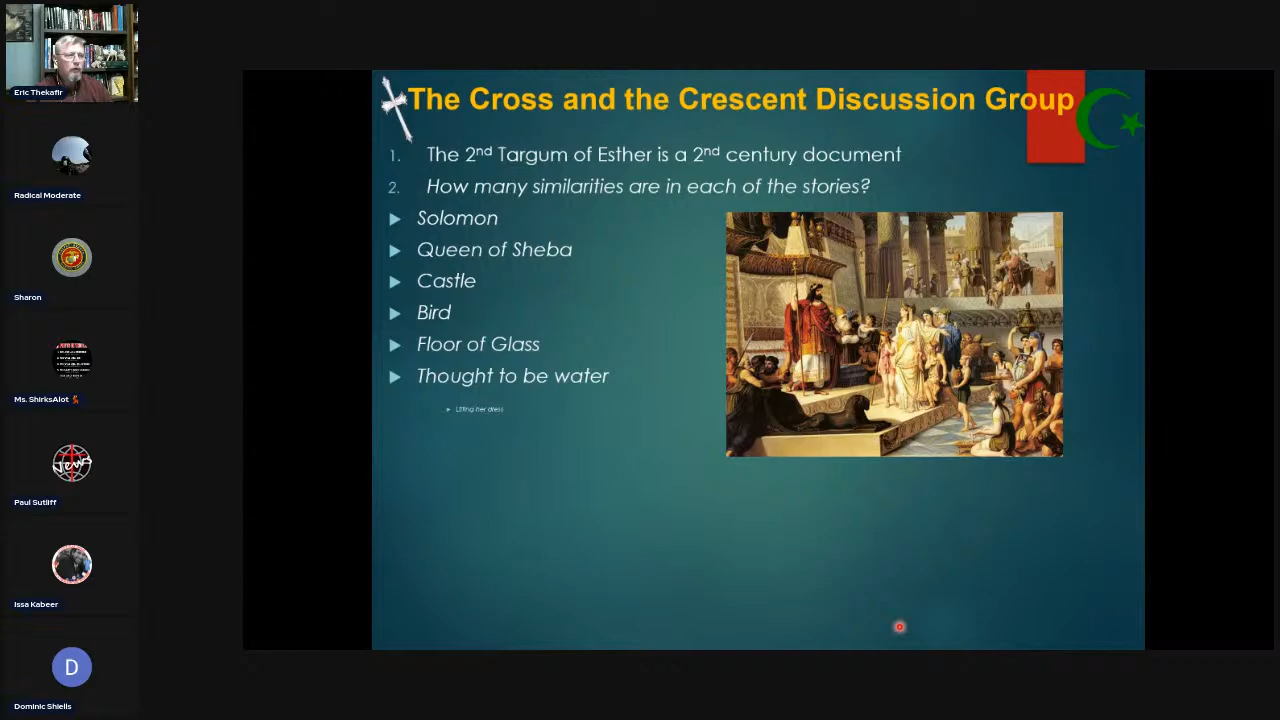 Eric Thekafir
Radical Moderate
Sharon
Ms. ShirksAlot
News
Paul Sutliff
Issa Kabeer
D
Dominic Shiells
The Cross and the Crescent Discussion Group
1. The 2nd Targum of Esther is a 2nd century document
2. How many similarities are in each of the stories?
Solomon
Queen of Sheba
Castle
Bird
Floor of Glass
Thought to be water
Lifting her dress